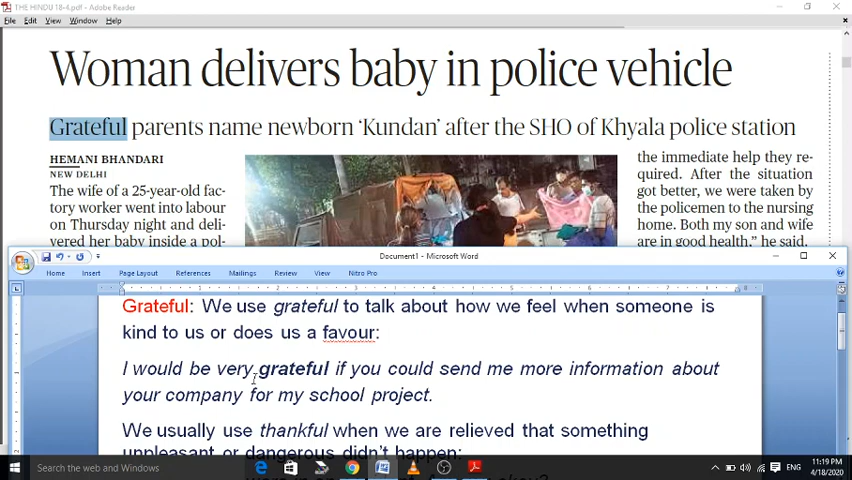 THE HINDU 18-4.pdf - Adobe Reader
File Edit View Window Help
Woman delivers baby in police vehicle
Grateful parents name newborn ‘Kundan’ after the SHO of Khyala police station
HEMANI BHANDARI
NEW DELHI
The wife of a 25-year-old fac-
tory worker went into labour
on Thursday night and deli-
vered her baby inside a pol-
the immediate help they re-
quired. After the situation
got better, we were taken by
the policemen to the nursing
home. Both my son and wife
are in good health,” he said.
Document1 - Microsoft Word
Home Insert Page Layout References Mailings Review View Nitro Pro
Grateful: We use grateful to talk about how we feel when someone is
kind to us or does us a favour:
I would be very grateful if you could send me more information about
your company for my school project.
We usually use thankful when we are relieved that something
unpleasant or dangerous didn’t happen:
Search the web and Windows
ENG
11:19 PM
4/18/2020